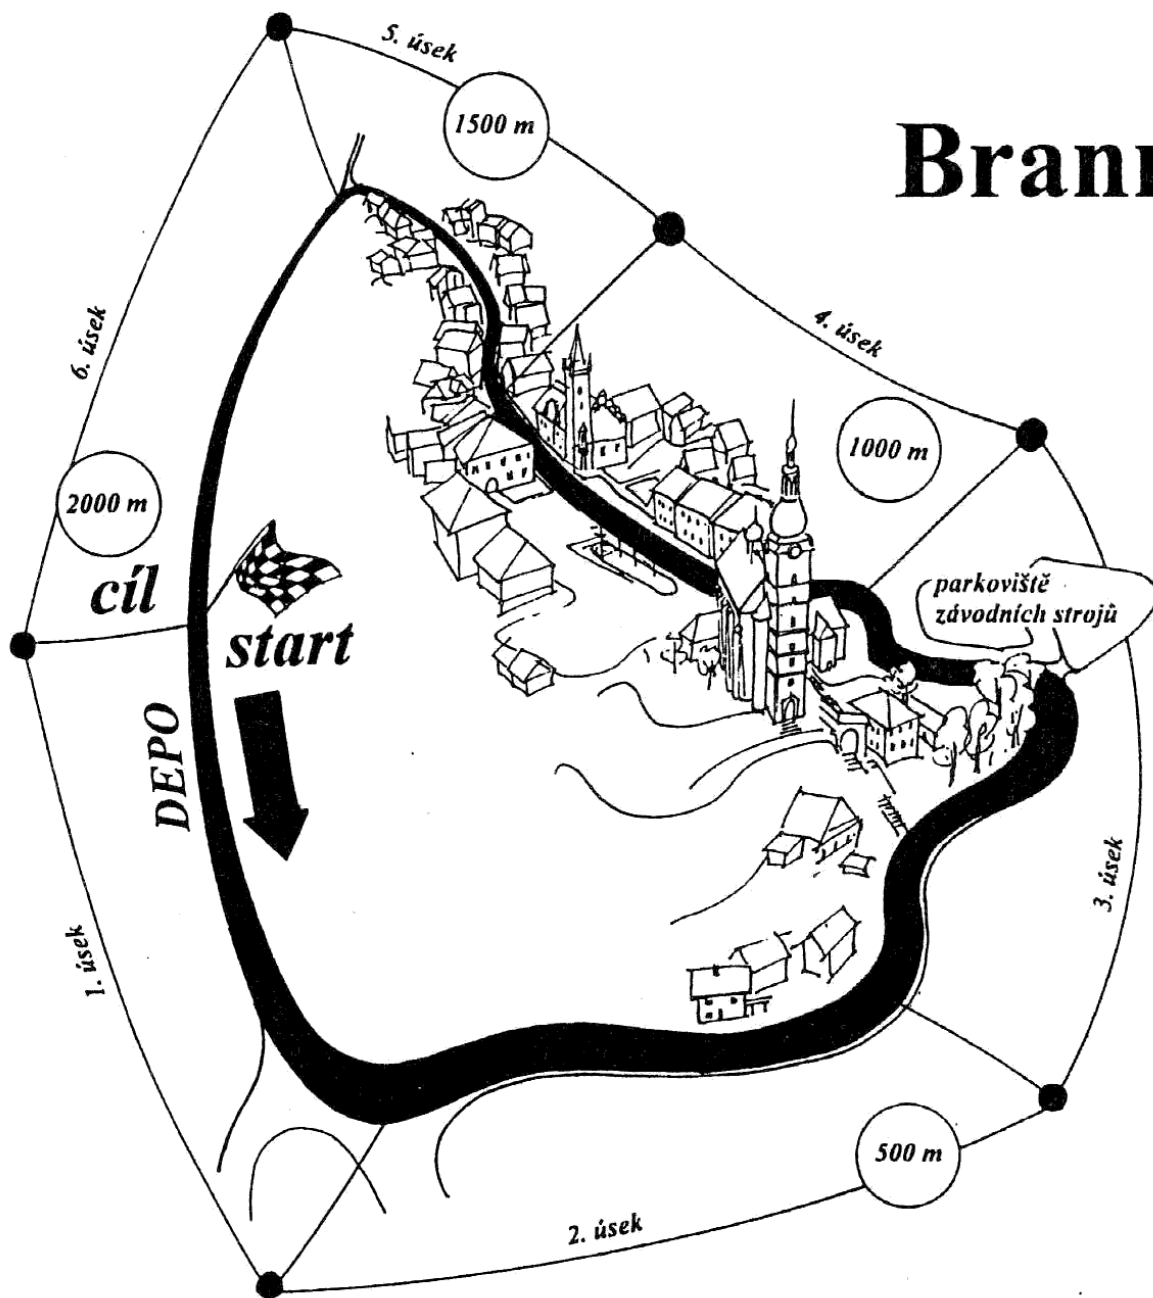 5. úsek
1500 m
4. úsek
6. úsek
1000 m
2000 m
cíl
start
parkoviště
závodních strojů
DEPO
3. úsek
1. úsek
500 m
2. úsek